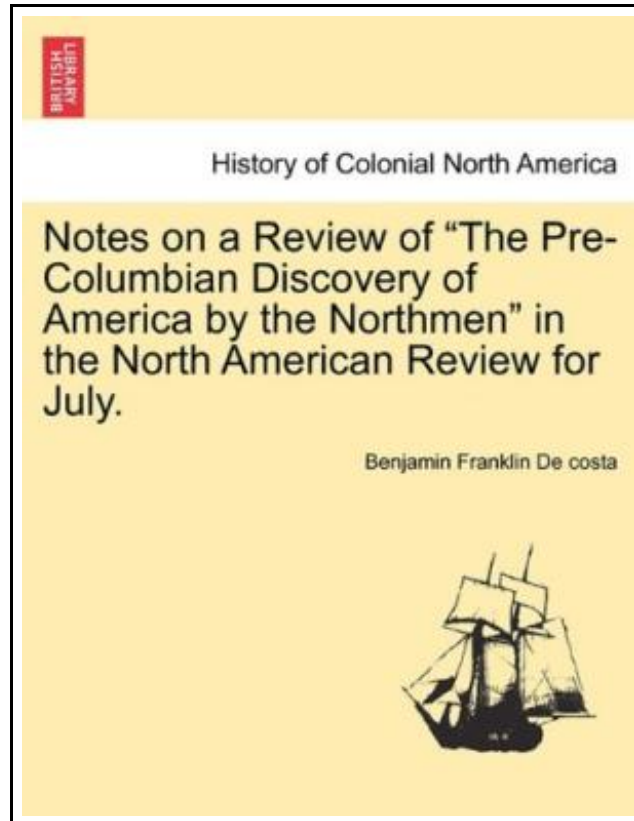 BRITISH
LIBRARY
History of Colonial North America
Notes on a Review of “The Pre-
Columbian Discovery of
America by the Northmen” in
the North American Review for
July.
Benjamin Franklin De costa